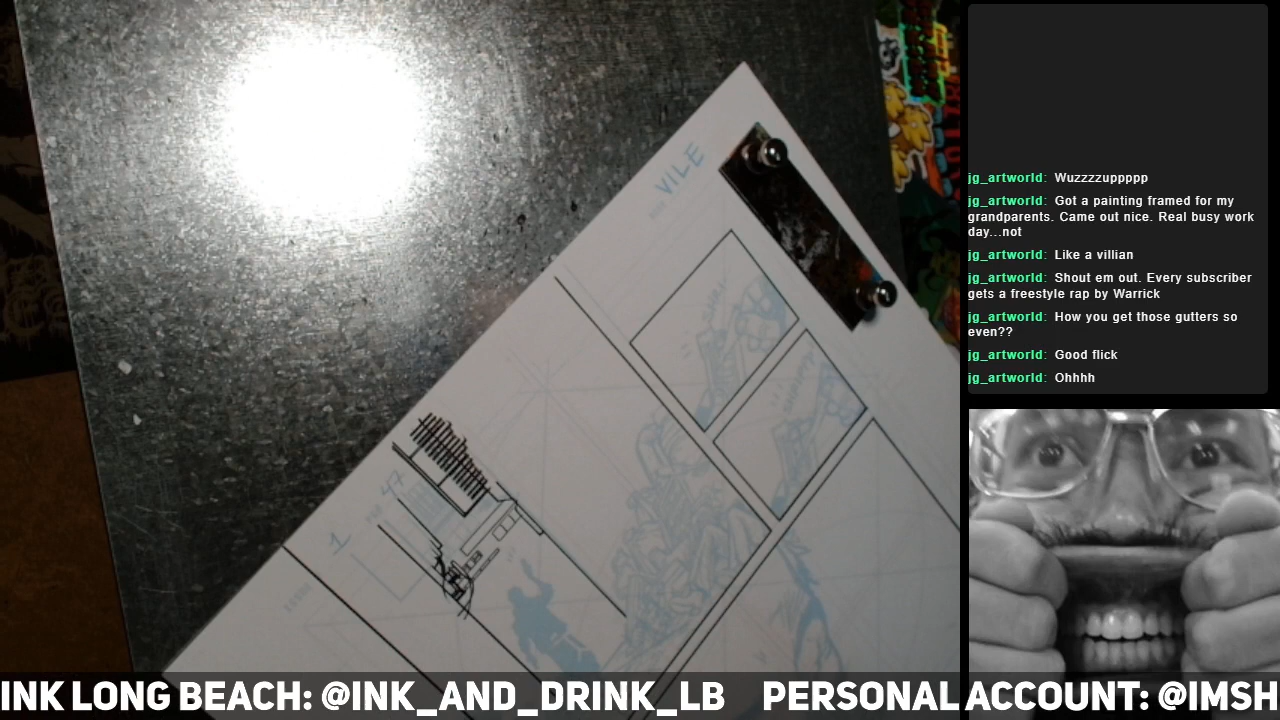 VILE
47
1
jg_artworld: Wuzzzzuppppp
jg_artworld: Got a painting framed for my
grandparents. Came out nice. Real busy work
day...not
jg_artworld: Like a villian
jg_artworld: Shout em out. Every subscriber
gets a freestyle rap by Warrick
jg_artworld: How you get those gutters so
even??
jg_artworld: Good flick
jg_artworld: Ohhhh
INK LONG BEACH: @INK_AND_DRINK_LB PERSONAL ACCOUNT: @IMSH